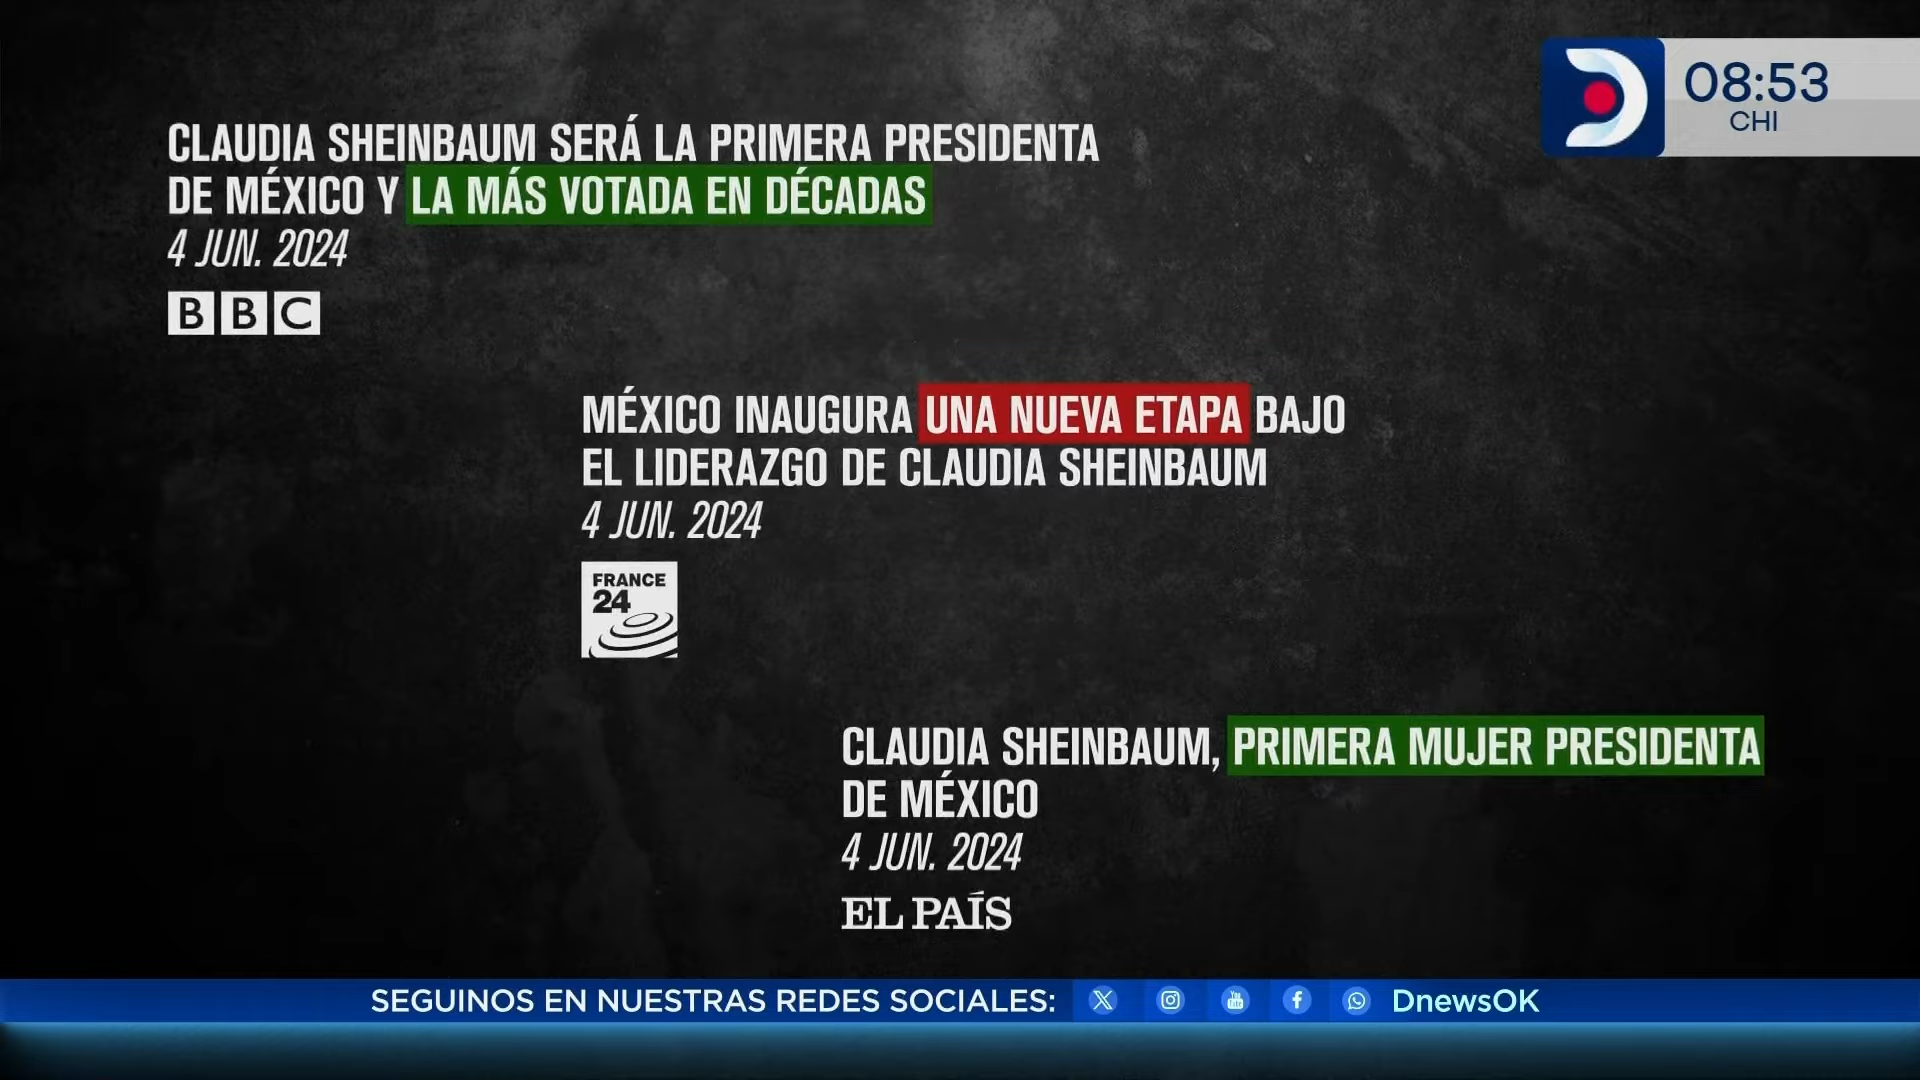 08:53
CHI
CLAUDIA SHEINBAUM SERÁ LA PRIMERA PRESIDENTA
DE MÉXICO Y LA MÁS VOTADA EN DÉCADAS
4 JUN. 2024
BBC
MÉXICO INAUGURA UNA NUEVA ETAPA BAJO
EL LIDERAZGO DE CLAUDIA SHEINBAUM
4 JUN. 2024
FRANCE
24
CLAUDIA SHEINBAUM, PRIMERA MUJER PRESIDENTA
DE MÉXICO
4 JUN. 2024
EL PAÍS
SEGUINOS EN NUESTRAS REDES SOCIALES: DnewsOK